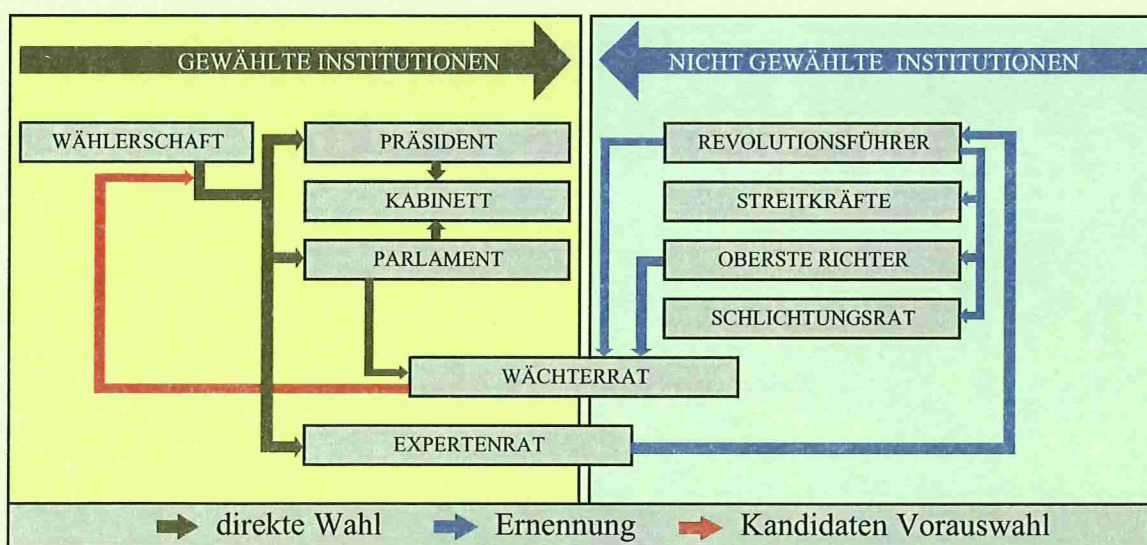 GEWÄHLTE INSTITUTIONEN
NICHT GEWÄHLTE INSTITUTIONEN
WÄHLERSCHAFT
PRÄSIDENT
KABINETT
PARLAMENT
REVOLUTIONSFÜHRER
STREITKRÄFTE
OBERSTE RICHTER
SCHLICHTUNGSRAT
WÄCHTERRAT
EXPERTENRAT
direkte Wahl
Ernennung
Kandidaten Vorauswahl